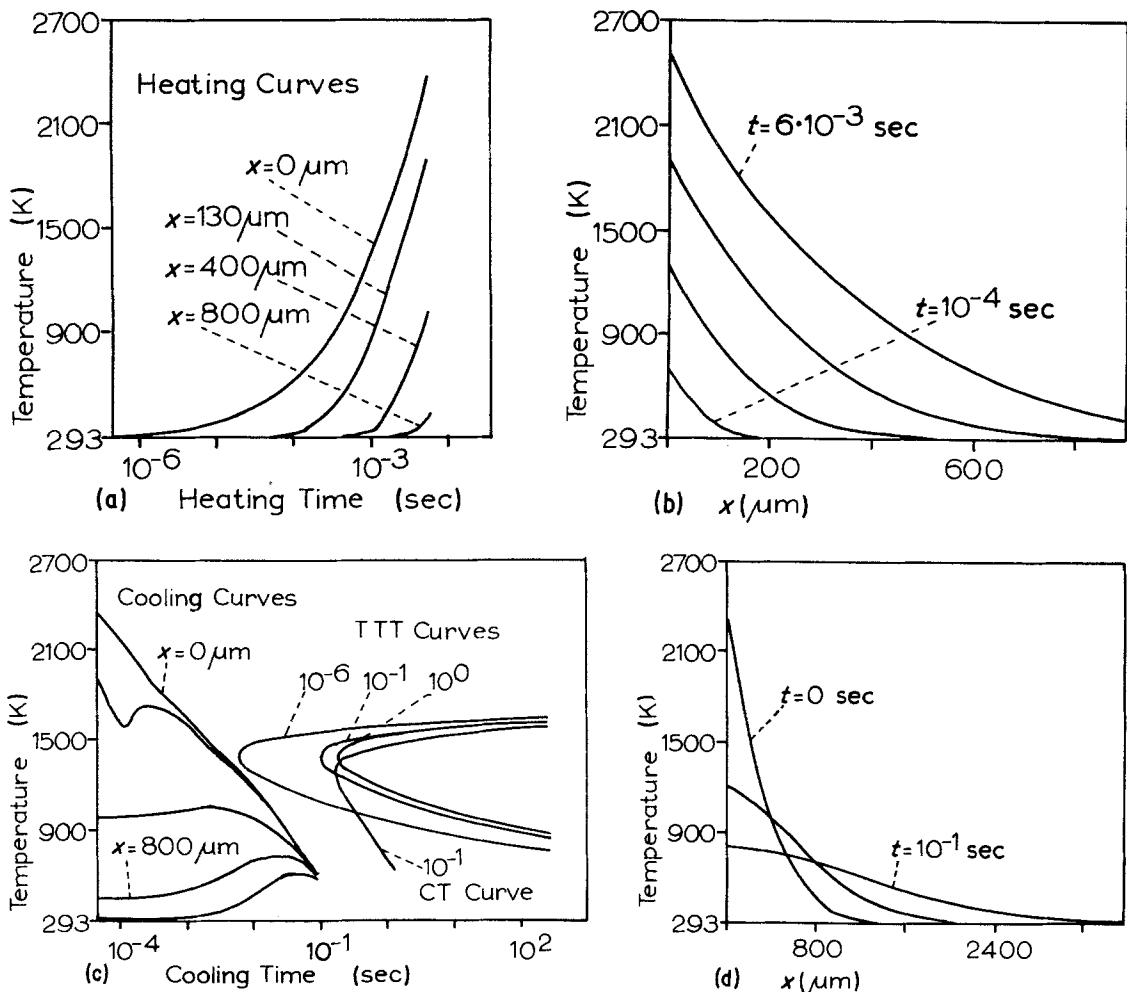 2700
2100
1500
900
293
Temperature (K)
Heating Curves
x=0 μm
x=130 μm
x=400 μm
x=800 μm
10⁻⁶
10⁻³
(a) Heating Time (sec)
2700
2100
1500
900
293
Temperature (K)
t=6·10⁻³ sec
t=10⁻⁴ sec
200
600
(b) x(μm)
2700
2100
1500
900
293
Temperature (K)
Cooling Curves
x=0 μm
TTT Curves
10⁻⁶
10⁻¹
10⁰
x=800 μm
10⁻¹
CT Curve
10⁻⁴
10⁻¹
10²
(c) Cooling Time (sec)
2700
2100
1500
900
293
Temperature (K)
t=0 sec
t=10⁻¹ sec
800
2400
(d) x(μm)